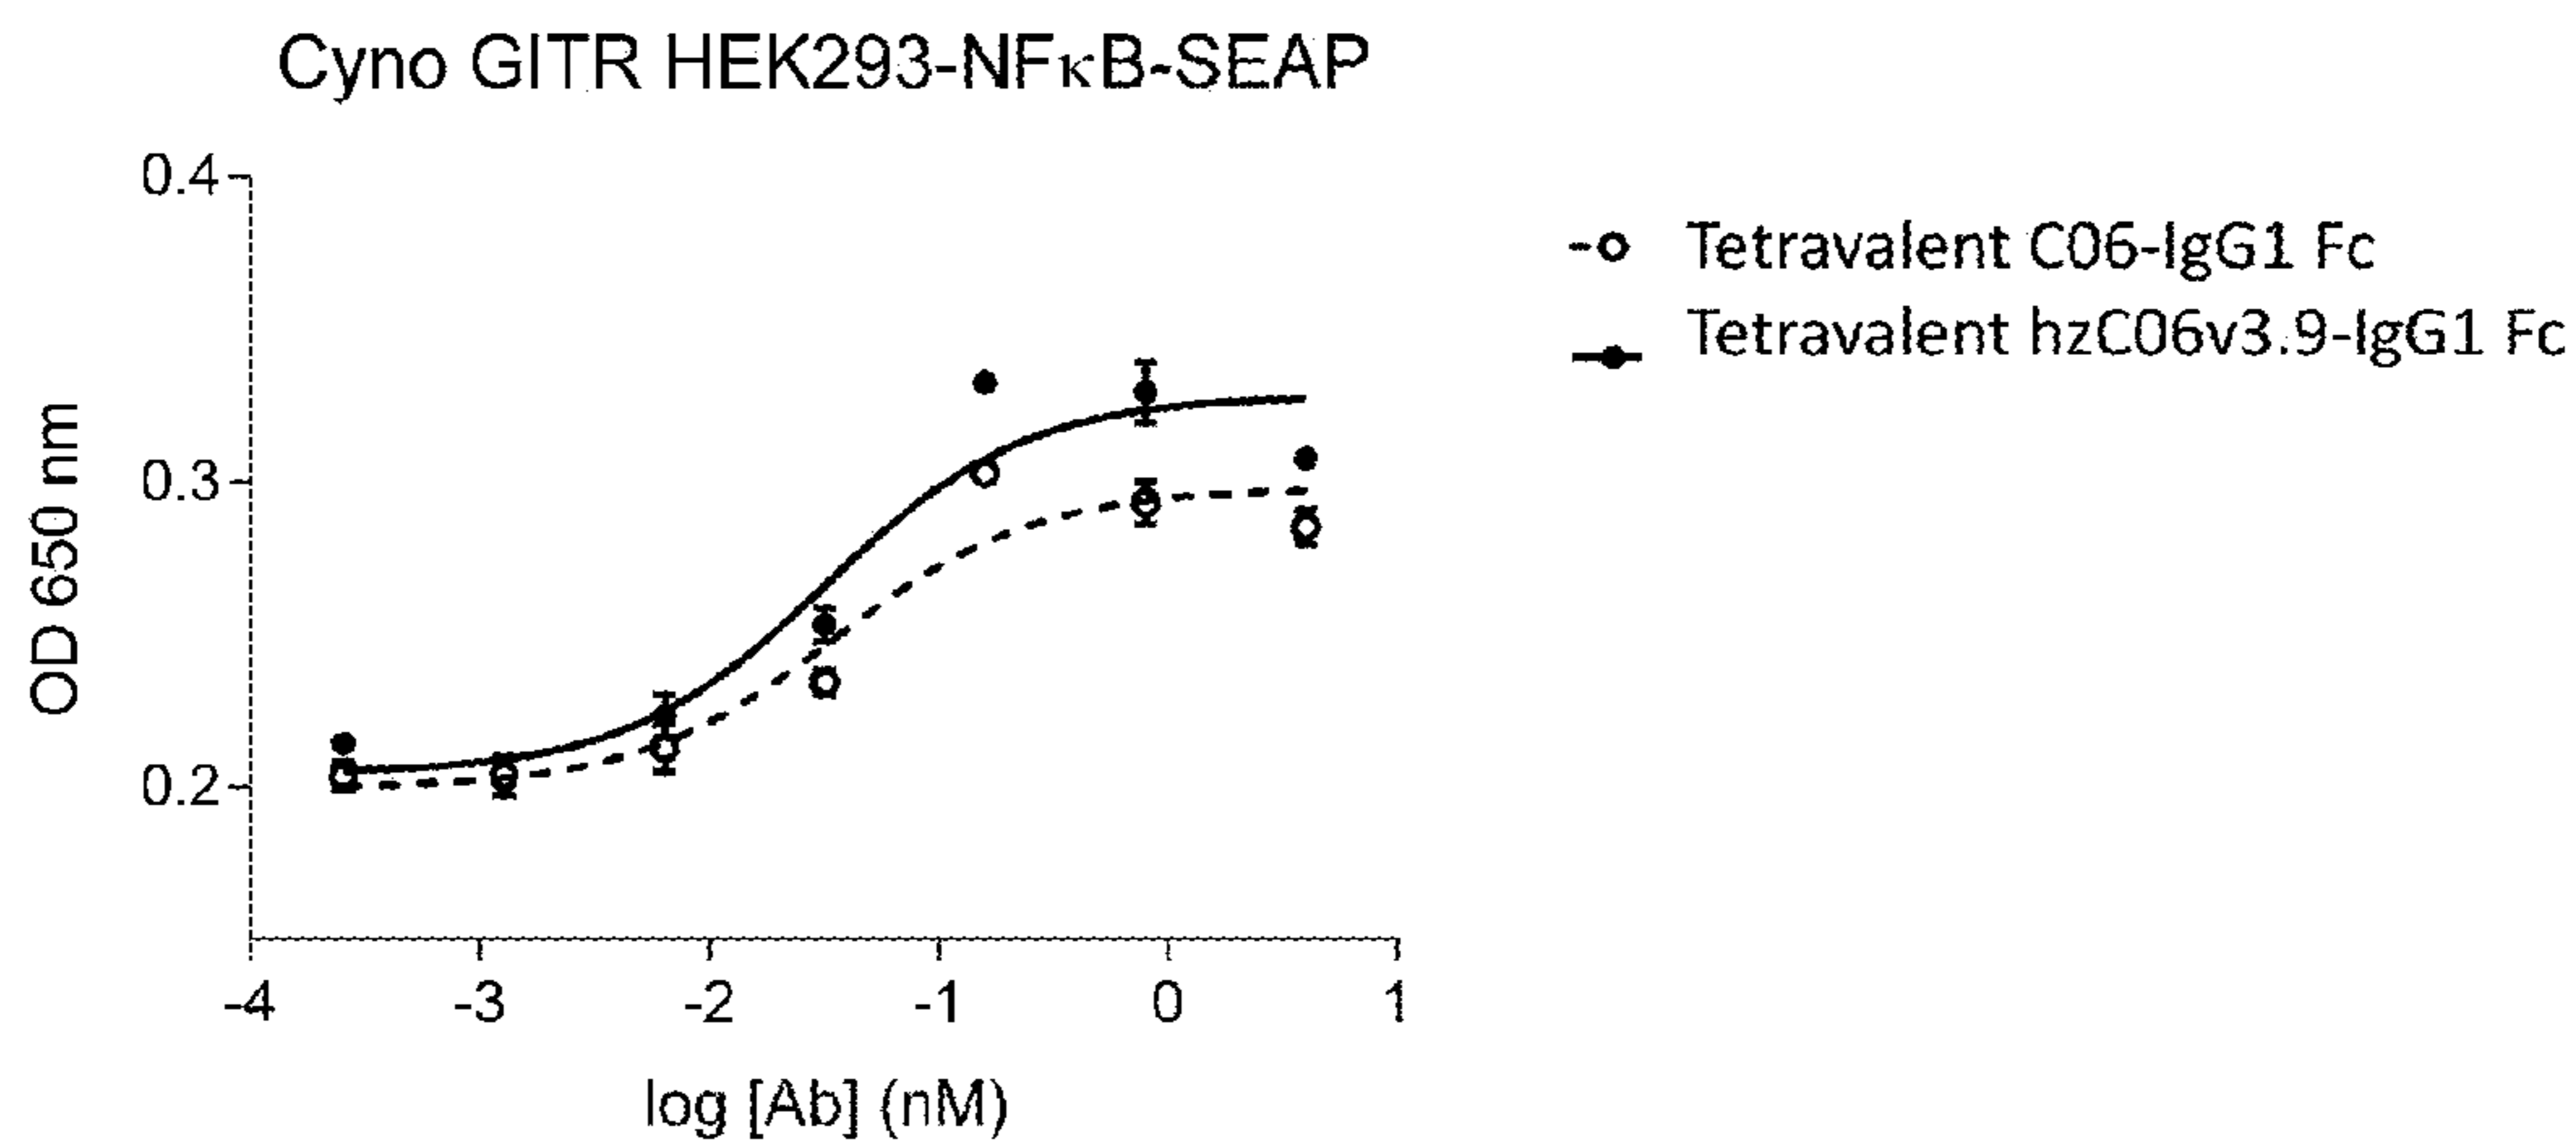 Cyno GITR HEK293-NFκB-SEAP
0.4
0.3
0.2
OD 650 nm
-4 -3 -2 -1 0 1
log [Ab] (nM)
Tetravalent C06-IgG1 Fc
Tetravalent hzC06v3.9-IgG1 Fc